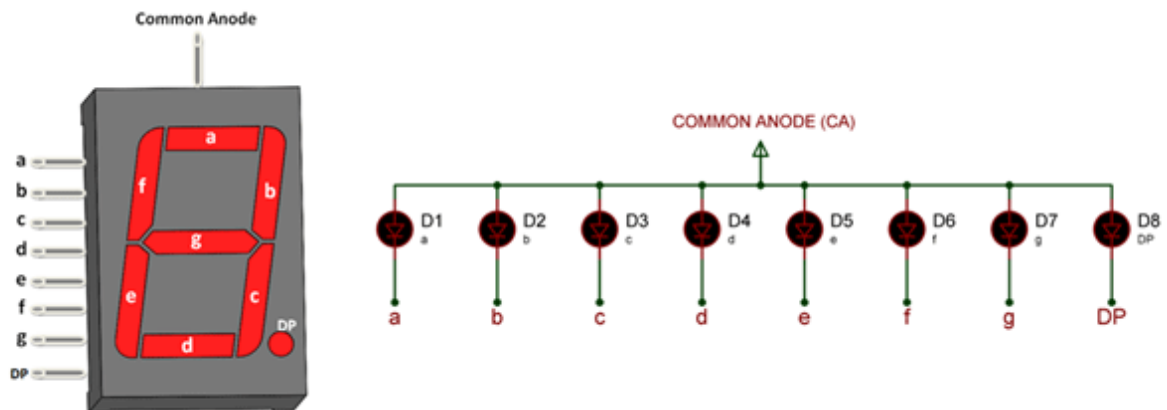 Common Anode
a
b
c
d
e
f
g
DP
a
f
b
g
e
c
DP
d
COMMON ANODE (CA)
D1
a
D2
b
D3
c
D4
d
D5
e
D6
f
D7
g
D8
DP
a b c d e f g DP